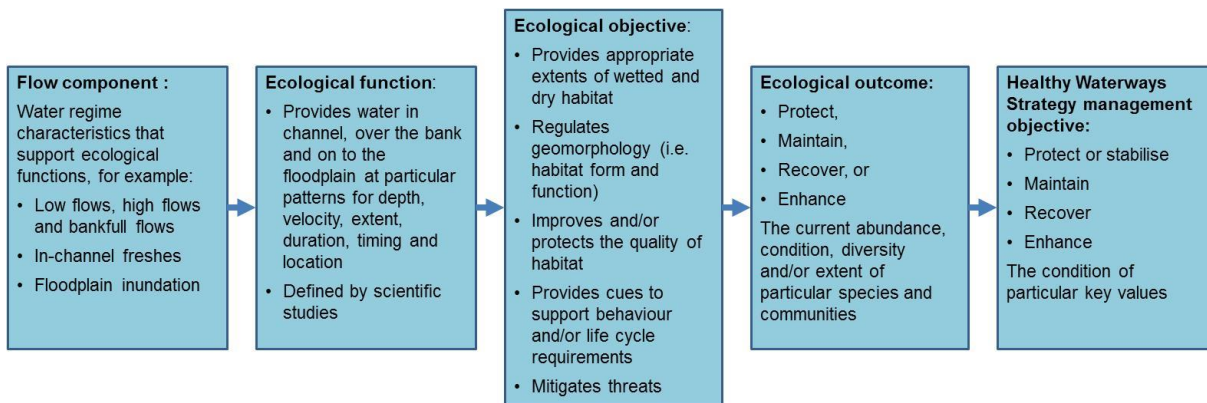 Flow component :
Water regime
characteristics that
support ecological
functions, for example:
• Low flows, high flows
and bankfull flows
• In-channel freshes
• Floodplain inundation
Ecological function:
• Provides water in
channel, over the bank
and on to the
floodplain at particular
patterns for depth,
velocity, extent,
duration, timing and
location
• Defined by scientific
studies
Ecological objective:
• Provides appropriate
extents of wetted and
dry habitat
• Regulates
geomorphology (i.e.
habitat form and
function)
• Improves and/or
protects the quality of
habitat
• Provides cues to
support behaviour
and/or life cycle
requirements
• Mitigates threats
Ecological outcome:
• Protect,
• Maintain,
• Recover, or
• Enhance
The current abundance,
condition, diversity
and/or extent of
particular species and
communities
Healthy Waterways
Strategy management
objective:
• Protect or stabilise
• Maintain
• Recover
• Enhance
The condition of
particular key values